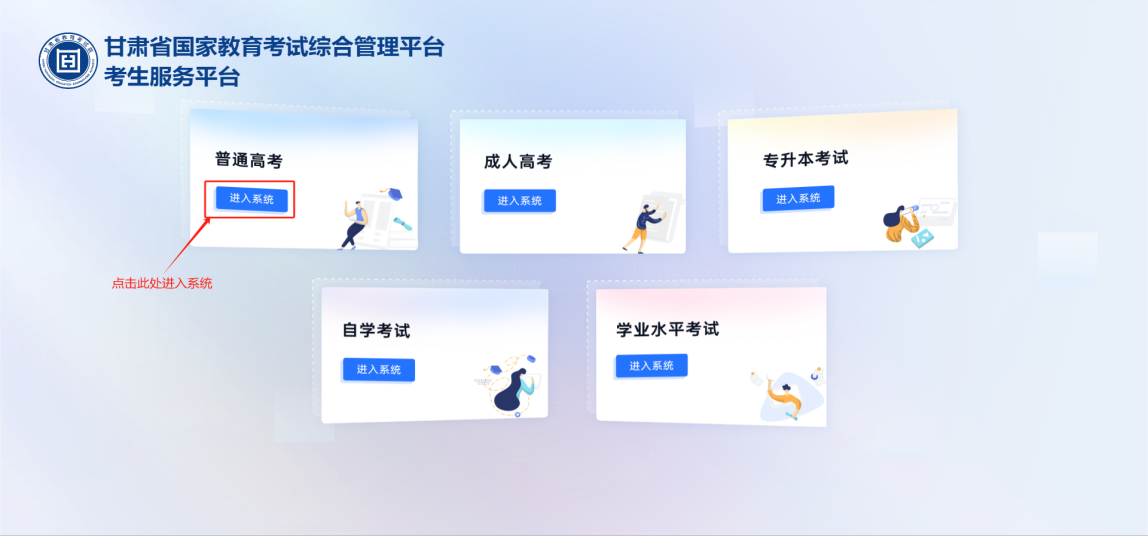 甘肃省国家教育考试综合管理平台
考生服务平台
普通高考
进入系统
成人高考
进入系统
专升本考试
进入系统
点击此处进入系统
自学考试
进入系统
学业水平考试
进入系统